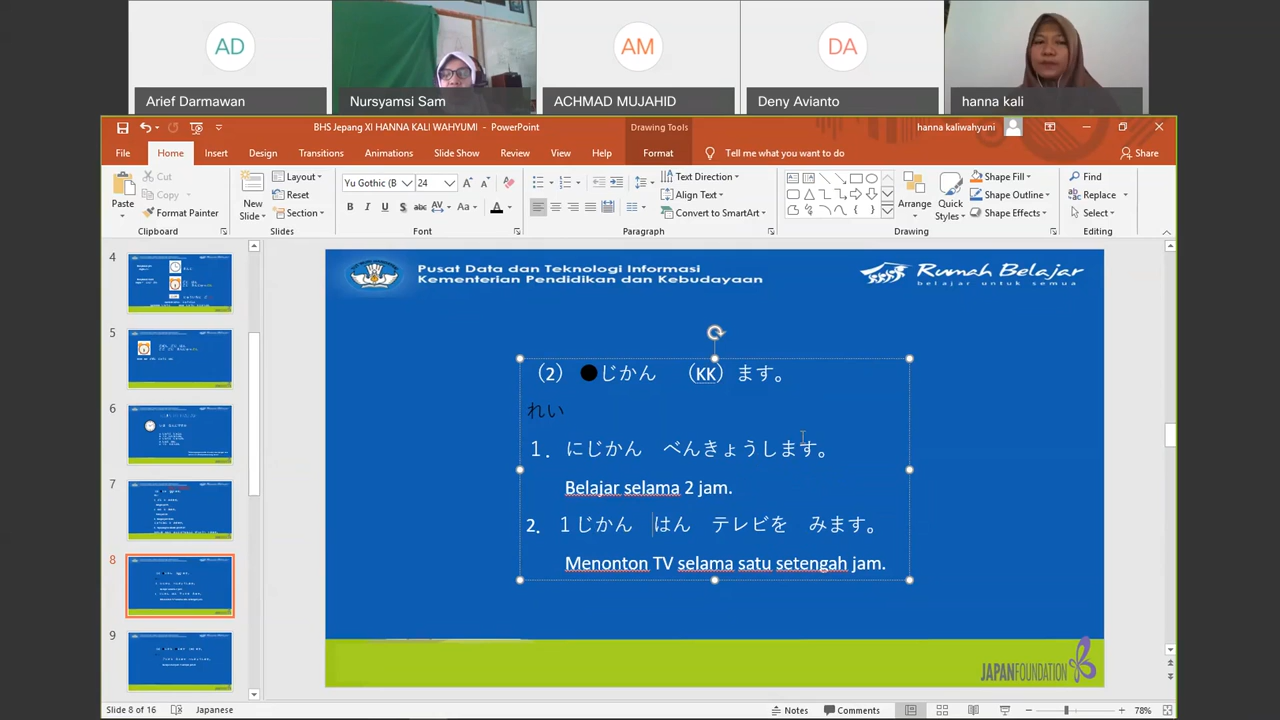 AD
AM
DA
Arief Darmawan
Nursyamsi Sam
ACHMAD MUJAHID
Deny Avianto
hanna kali
BHS Jepang XI HANNA KALI WAHYUMI - PowerPoint
Drawing Tools
hanna kaliwahyuni
File
Home
Insert
Design
Transitions
Animations
Slide Show
Review
View
Help
Format
Tell me what you want to do
Share
Paste
Cut
Copy
Format Painter
Clipboard
New Slide
Layout
Reset
Section
Slides
Yu Gothic (B
24
Font
Text Direction
Align Text
Convert to SmartArt
Paragraph
Arrange
Quick Styles
Shape Fill
Shape Outline
Shape Effects
Drawing
Find
Replace
Select
Editing
4
5
6
7
8
9
Pusat Data dan Teknologi Informasi
Kementerian Pendidikan dan Kebudayaan
Rumah Belajar
belajar untuk semua
(2) ●じかん (KK) ます。
れい
1. にじかん べんきょうします。
Belajar selama 2 jam.
2. 1じかん はん テレビを みます。
Menonton TV selama satu setengah jam.
JAPANFOUNDATION
Slide 8 of 16
Japanese
Notes
Comments
78%